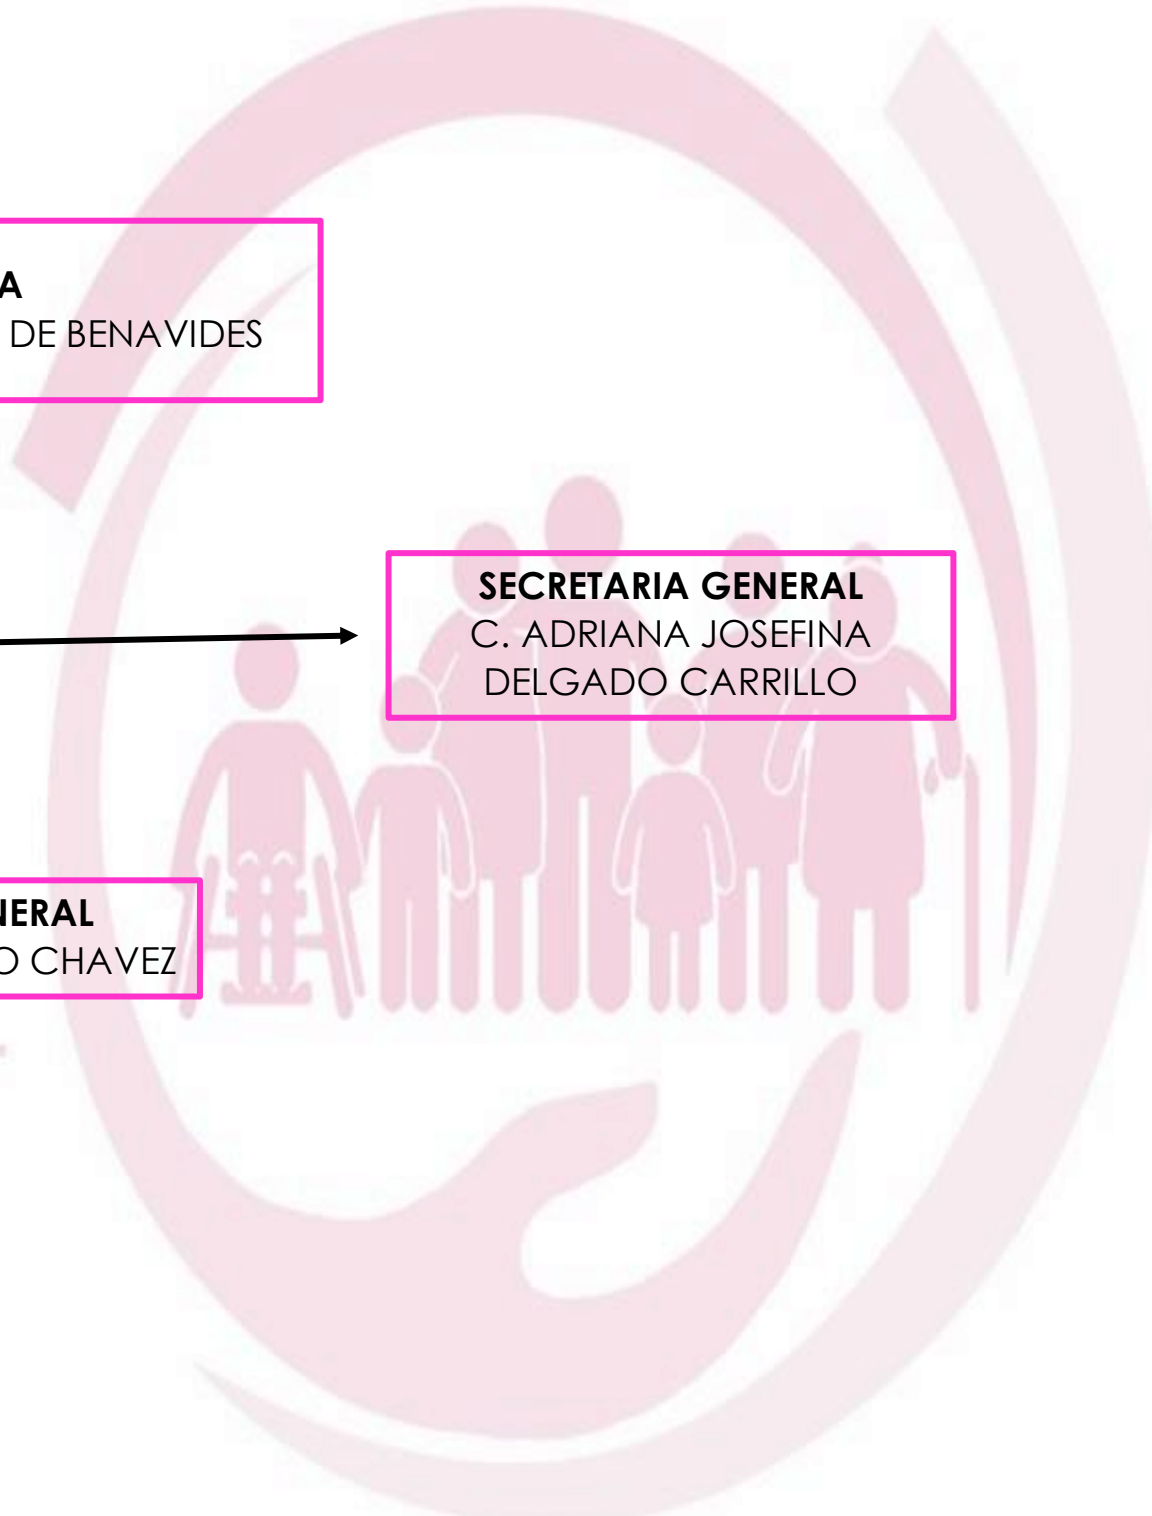 A
DE BENAVIDES
SECRETARIA GENERAL
C. ADRIANA JOSEFINA
DELGADO CARRILLO
NERAL
O CHAVEZ